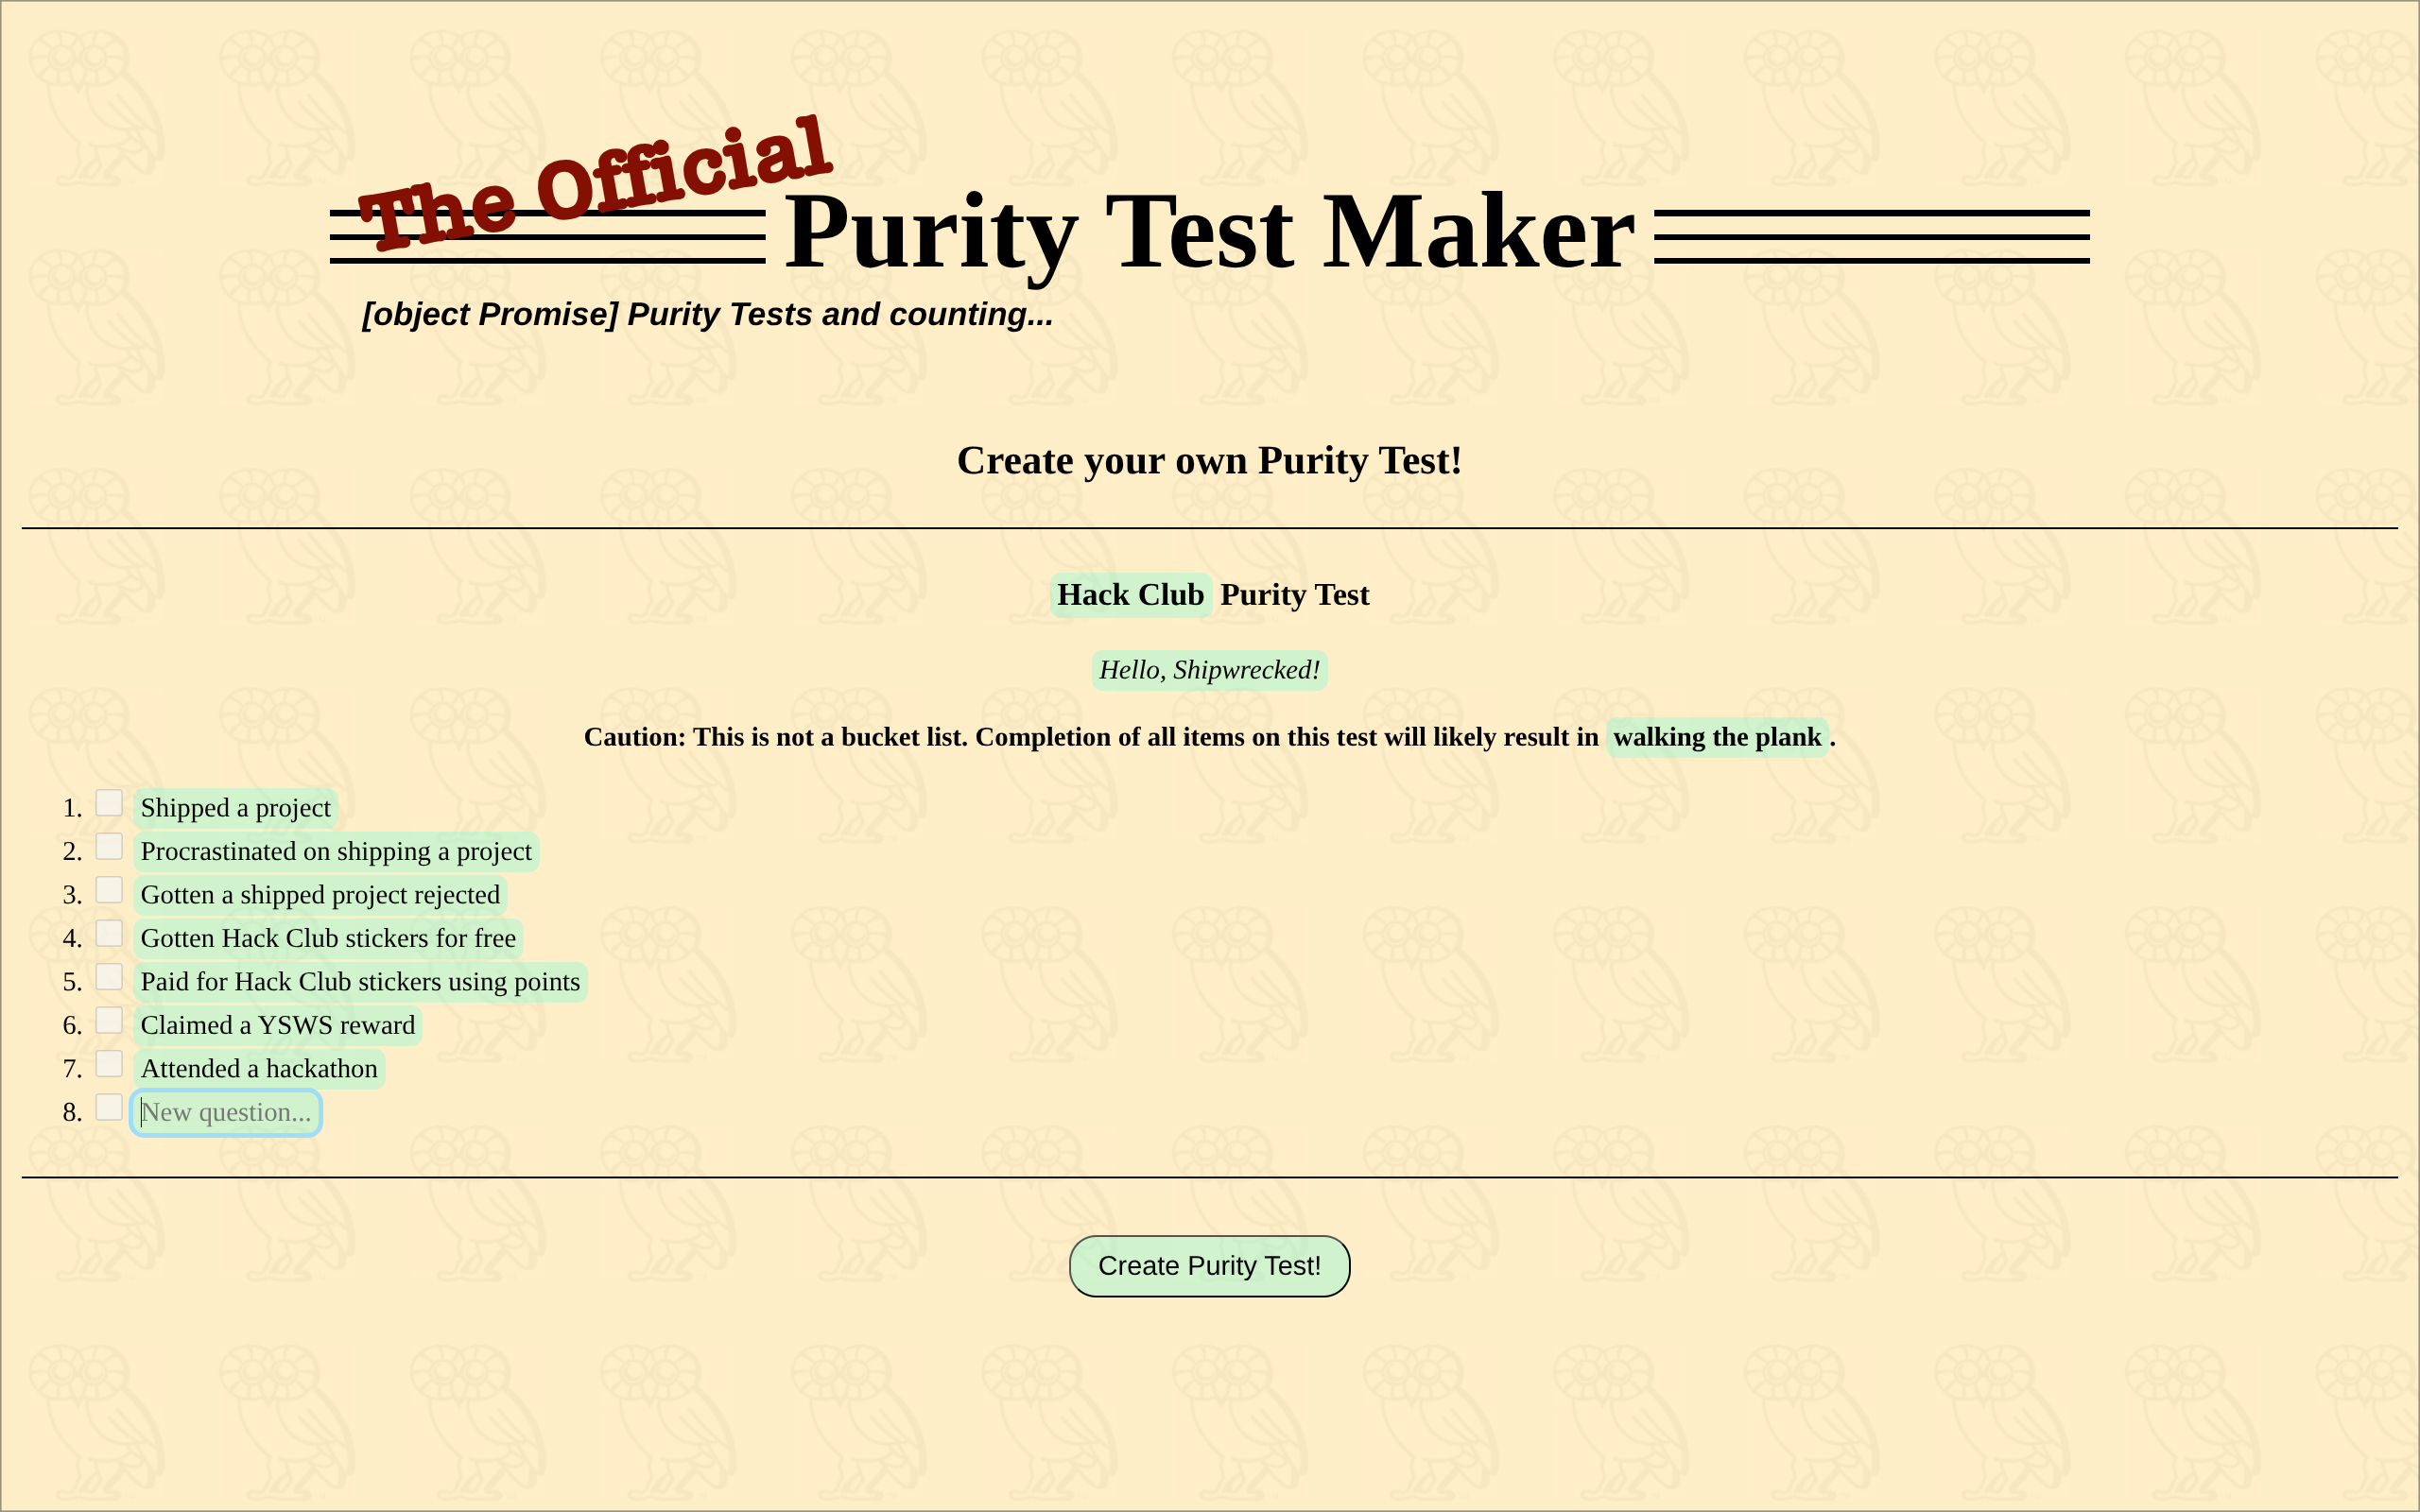 The Official
Purity Test Maker
[object Promise] Purity Tests and counting...
Create your own Purity Test!
Hack Club Purity Test
Hello, Shipwrecked!
Caution: This is not a bucket list. Completion of all items on this test will likely result in walking the plank.
1. Shipped a project
2. Procrastinated on shipping a project
3. Gotten a shipped project rejected
4. Gotten Hack Club stickers for free
5. Paid for Hack Club stickers using points
6. Claimed a YSWS reward
7. Attended a hackathon
8. New question...
Create Purity Test!